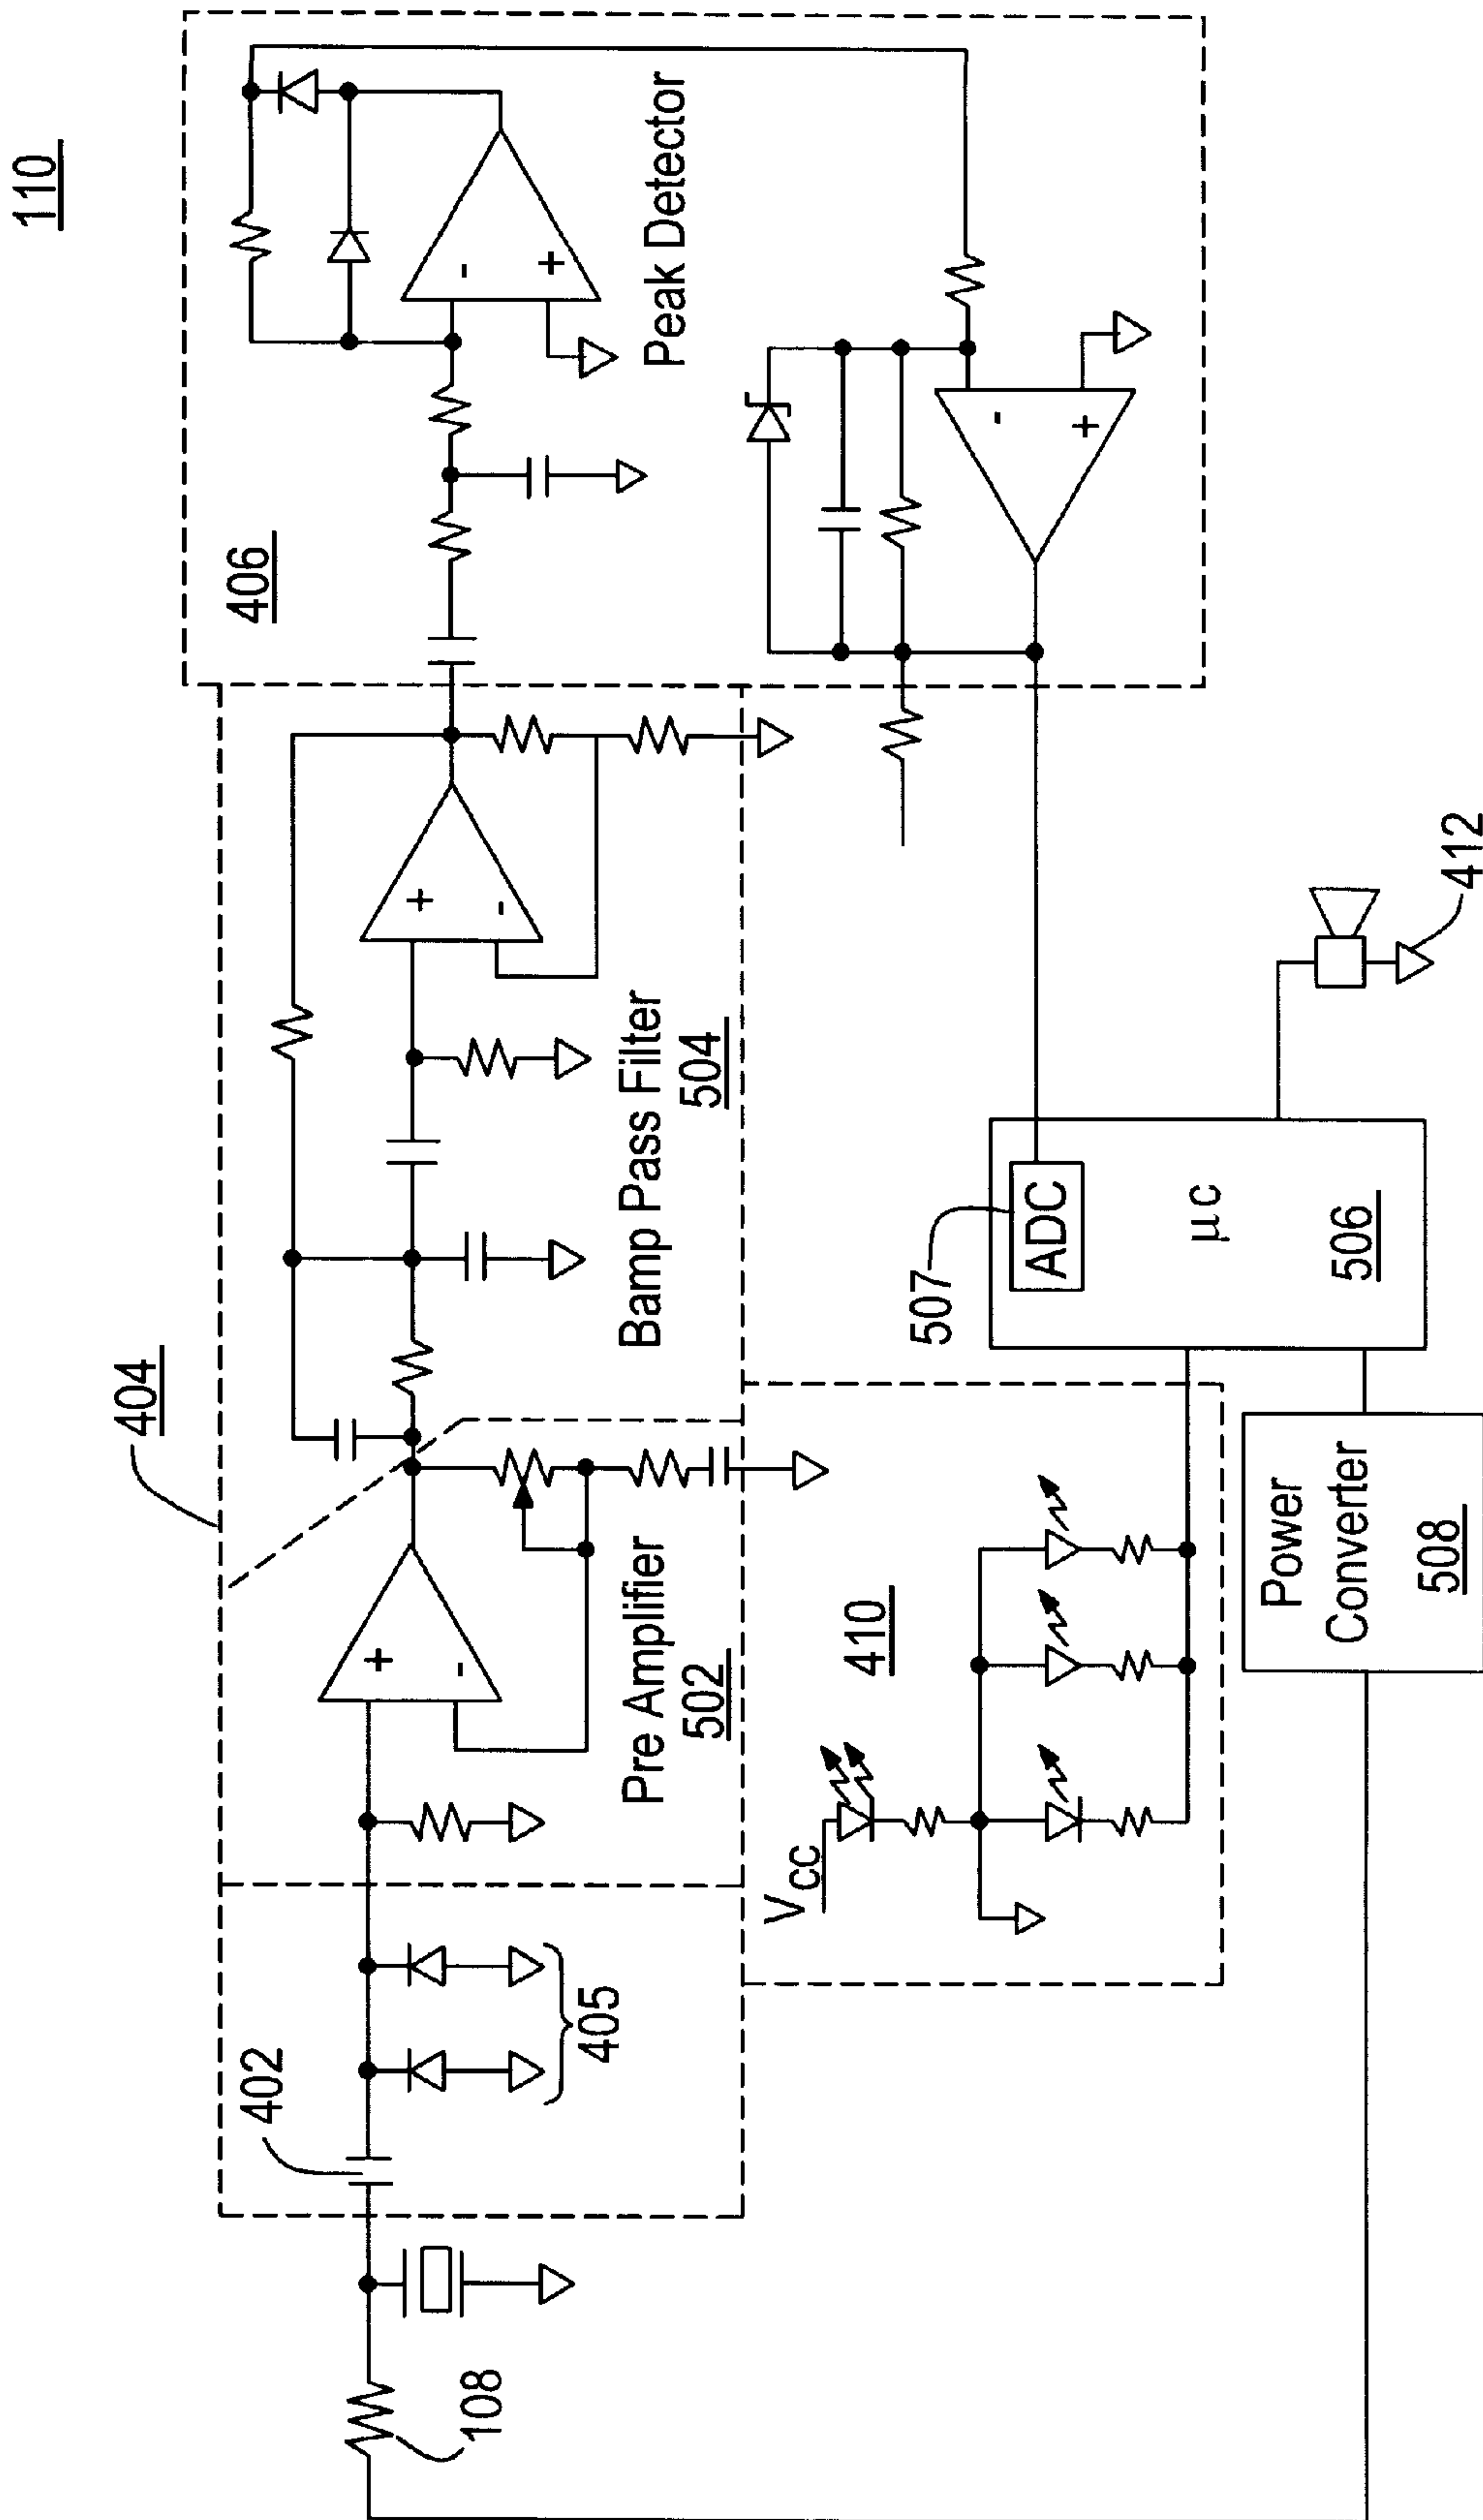 110
404
406
402
405
108
+
-
Pre Amplifier
502
+
-
Bamp Pass Filter
504
-
+
Peak Detector
-
+
Vcc
410
507
ADC
μc
506
Power
Converter
508
412